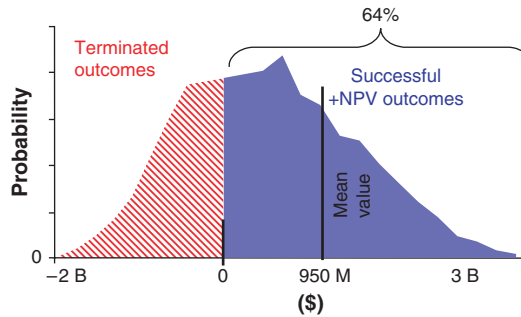 64%
Terminated
outcomes
Successful
+NPV outcomes
Probability
Mean
value
0
–2 B
0
950 M
3 B
($)